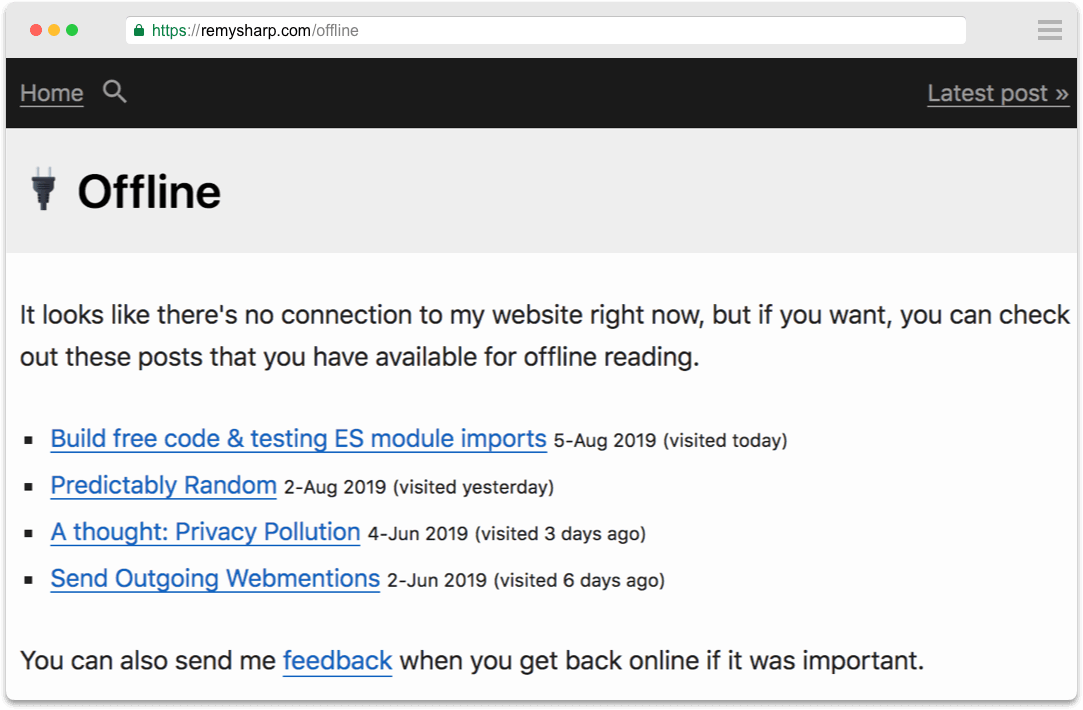 https://remysharp.com/offline
Home Latest post »
Offline
It looks like there's no connection to my website right now, but if you want, you can check
out these posts that you have available for offline reading.
Build free code & testing ES module imports 5-Aug 2019 (visited today)
Predictably Random 2-Aug 2019 (visited yesterday)
A thought: Privacy Pollution 4-Jun 2019 (visited 3 days ago)
Send Outgoing Webmentions 2-Jun 2019 (visited 6 days ago)
You can also send me feedback when you get back online if it was important.